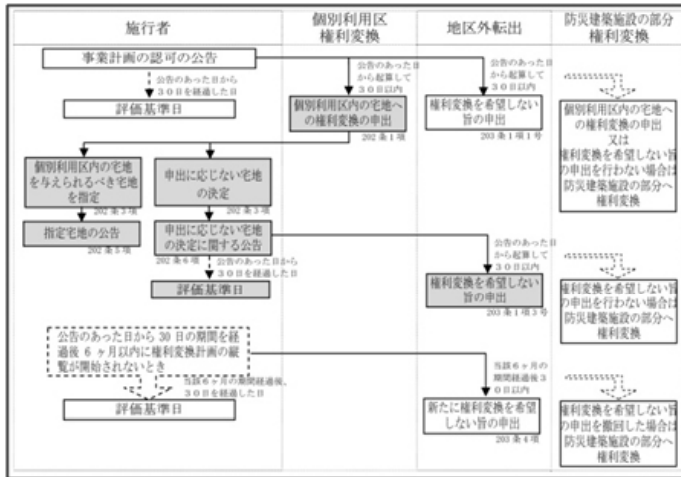 施行者
個別利用区
権利変換
地区外転出
防災建築施設の部分
権利変換
事業計画の認可の公告
公告のあった日から
30日を経過した日
評価基準日
公告のあった日
から起算して
30日以内
個別利用区内の宅地へ
の権利変換の申出
202条1項
公告のあった日
から起算して
30日以内
権利変換を希望しない
旨の申出
203条1項1号
個別利用区内の宅地へ
の権利変換の申出
又は
権利変換を希望しない旨
の申出を行わない場合は
防災建築施設の部分へ
権利変換
個別利用区内の宅地
を与えられるべき宅地
を指定
202条3項
申出に応じない宅地
の決定
202条3項
指定宅地の公告
202条5項
申出に応じない宅地
の決定に関する公告
202条6項
公告のあった日から
30日を経過した日
評価基準日
公告のあった日
から起算して
30日以内
権利変換を希望しない
旨の申出
203条1項3号
権利変換を希望しない旨
の申出を行わない場合は
防災建築施設の部分へ
権利変換
公告のあった日から30日の期間を経
過後6ヶ月以内に権利変換計画の縦
覧が開始されないとき
当該6ヶ月の期間経過後、
30日を経過した日
評価基準日
当該6ヶ月の
期間経過後3
0日以内
新たに権利変換を希望
しない旨の申出
203条4項
権利変換を希望しない旨
の申出を撤回した場合は
防災建築施設の部分へ
権利変換